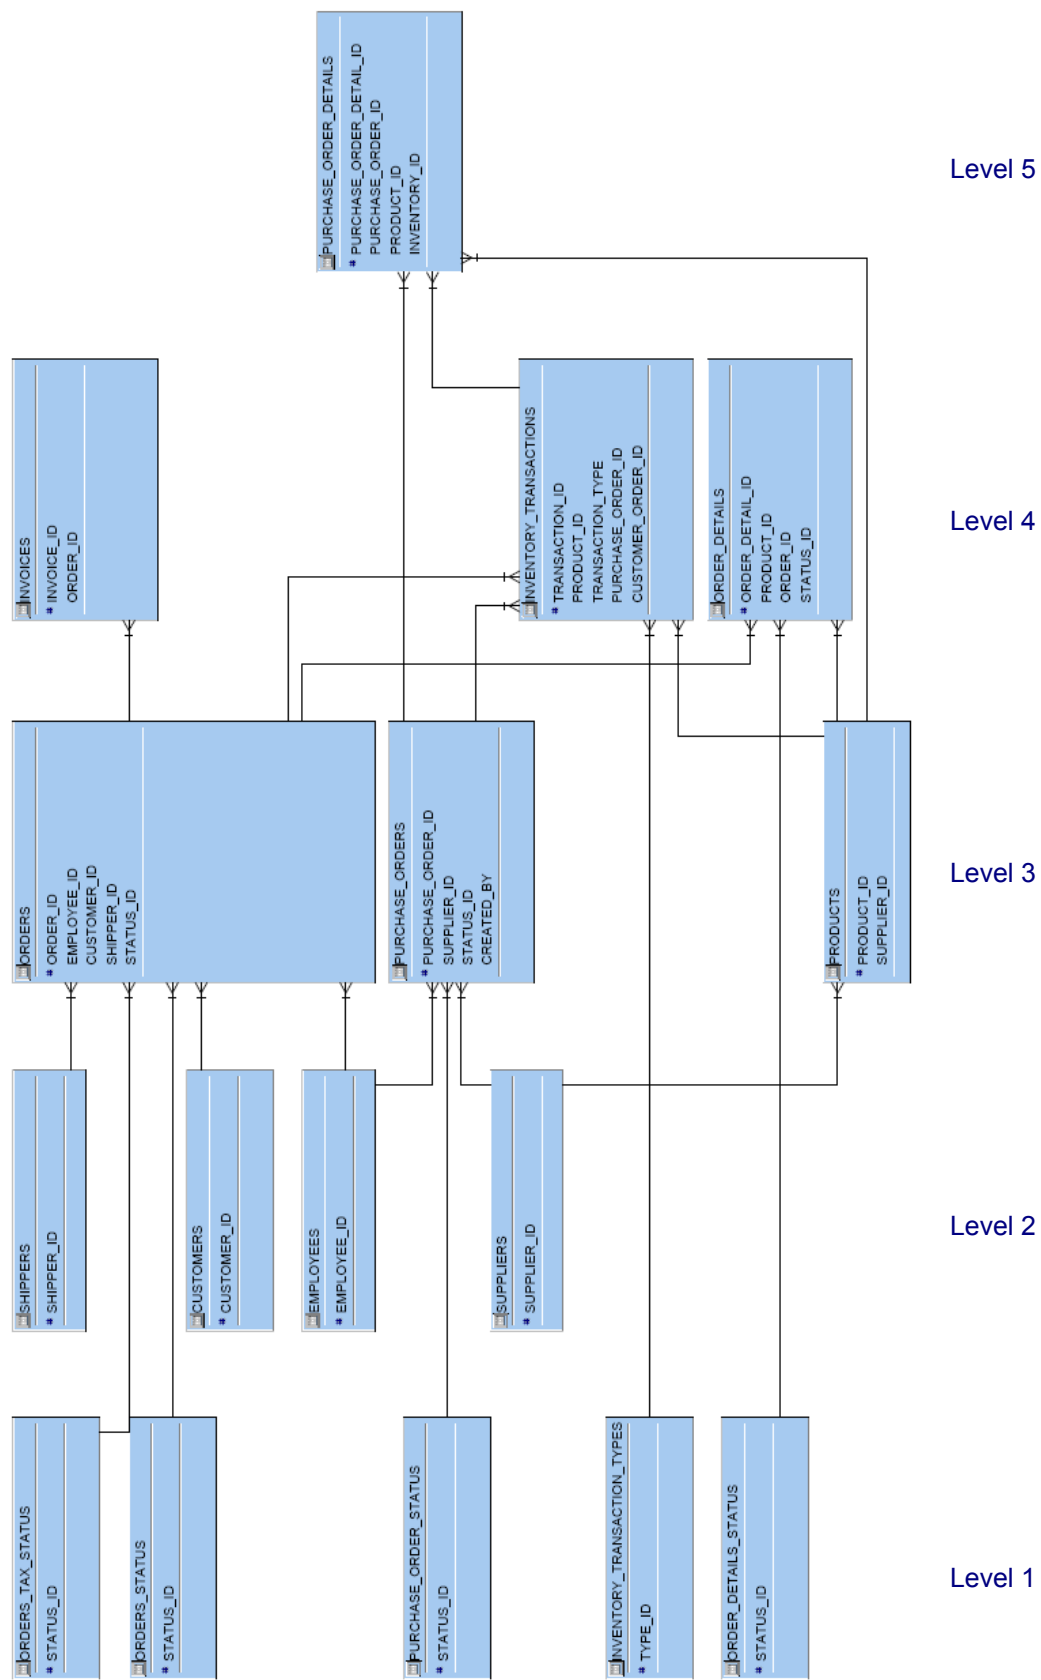 PURCHASE_ORDER_DETAILS
# PURCHASE_ORDER_DETAIL_ID
PURCHASE_ORDER_ID
PRODUCT_ID
INVENTORY_ID
Level 5
INVOICES
# INVOICE_ID
ORDER_ID
INVENTORY_TRANSACTIONS
# TRANSACTION_ID
PRODUCT_ID
TRANSACTION_TYPE
PURCHASE_ORDER_ID
CUSTOMER_ORDER_ID
ORDER_DETAILS
# ORDER_DETAIL_ID
PRODUCT_ID
ORDER_ID
STATUS_ID
Level 4
ORDERS
# ORDER_ID
EMPLOYEE_ID
CUSTOMER_ID
SHIPPER_ID
STATUS_ID
PURCHASE_ORDERS
# PURCHASE_ORDER_ID
SUPPLIER_ID
STATUS_ID
CREATED_BY
PRODUCTS
# PRODUCT_ID
SUPPLIER_ID
Level 3
SHIPPERS
# SHIPPER_ID
CUSTOMERS
# CUSTOMER_ID
EMPLOYEES
# EMPLOYEE_ID
SUPPLIERS
# SUPPLIER_ID
Level 2
ORDERS_TAX_STATUS
# STATUS_ID
ORDERS_STATUS
# STATUS_ID
PURCHASE_ORDER_STATUS
# STATUS_ID
INVENTORY_TRANSACTION_TYPES
# TYPE_ID
ORDER_DETAILS_STATUS
# STATUS_ID
Level 1